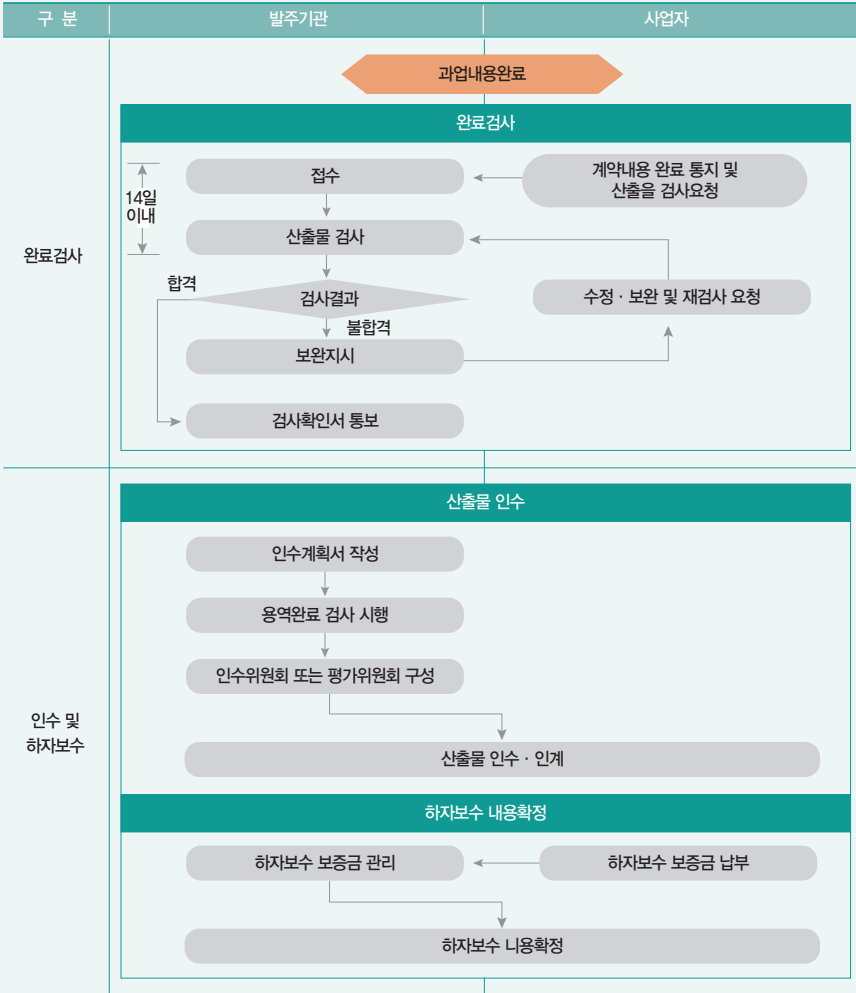 구 분
발주기관
사업자
과업내용완료
완료검사
완료검사
14일
이내
접수
계약내용 완료 통지 및
산출을 검사요청
산출물 검사
합격
검사결과
수정 · 보완 및 재검사 요청
불합격
보완지시
검사확인서 통보
인수 및
하자보수
산출물 인수
인수계획서 작성
용역완료 검사 시행
인수위원회 또는 평가위원회 구성
산출물 인수 · 인계
하자보수 내용확정
하자보수 보증금 관리
하자보수 보증금 납부
하자보수 니용확정